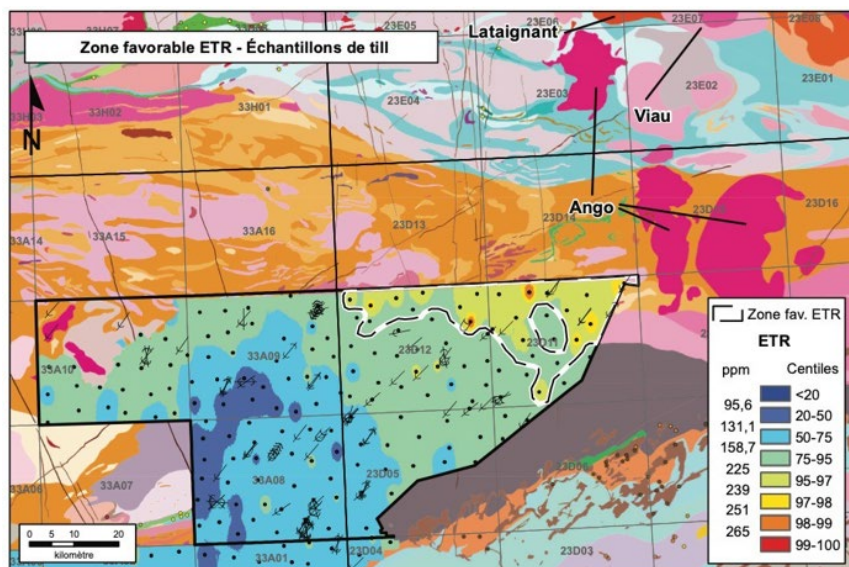 Zone favorable ETR - Échantillons de till
Lataignant
Viau
Ango
N
33H02
33H01
23E05
23E06
23E07
23E08
23E04
23E03
23E02
23E01
33A14
33A15
33A16
23D13
23D14
23D16
33A10
33A09
23D12
23D11
33A06
33A07
33A08
23D05
23D06
33A01
23D04
23D03
Zone fav. ETR
ETR
ppm Centiles
<20
95,6
20-50
131,1
50-75
158,7
75-95
225
95-97
239
97-98
251
98-99
265
99-100
0 5 10 20
kilomètre